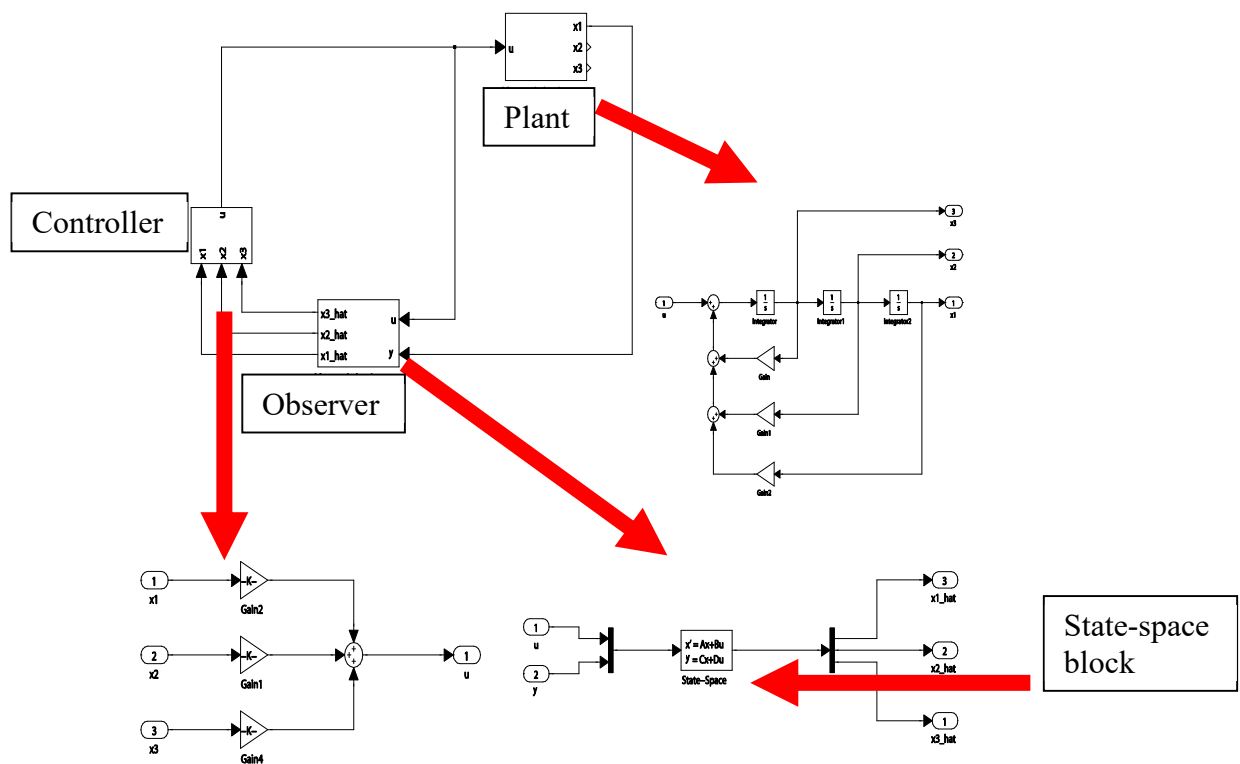 x1
u
x2
x3
Plant
Controller
u
x1
x2
x3
x3_hat
x2_hat
x1_hat
u
y
Observer
3
x3
2
x2
1
u
1
s
Integrator
1
s
Integrator1
1
s
Integrator2
1
x1
Gain
Gain1
Gain2
1
x1
-K-
Gain2
2
x2
-K-
Gain1
3
x3
-K-
Gain4
1
u
1
u
2
y
x' = Ax+Bu
y = Cx+Du
State-Space
3
x1_hat
2
x2_hat
1
x3_hat
State-space
block